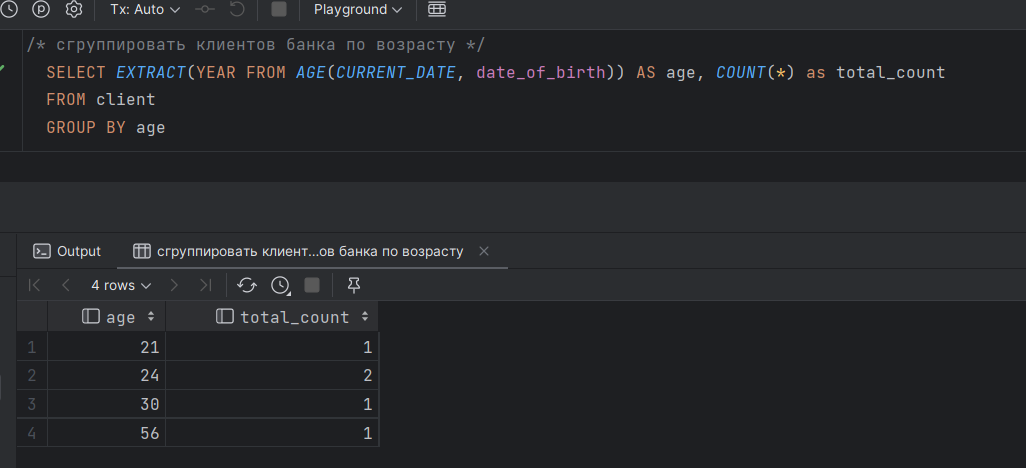 Tx: Auto Playground
/* сгруппировать клиентов банка по возрасту */
SELECT EXTRACT(YEAR FROM AGE(CURRENT_DATE, date_of_birth)) AS age, COUNT(*) as total_count
FROM client
GROUP BY age
Output сгруппировать клиент...ов банка по возрасту
4 rows
age total_count
1 21 1
2 24 2
3 30 1
4 56 1